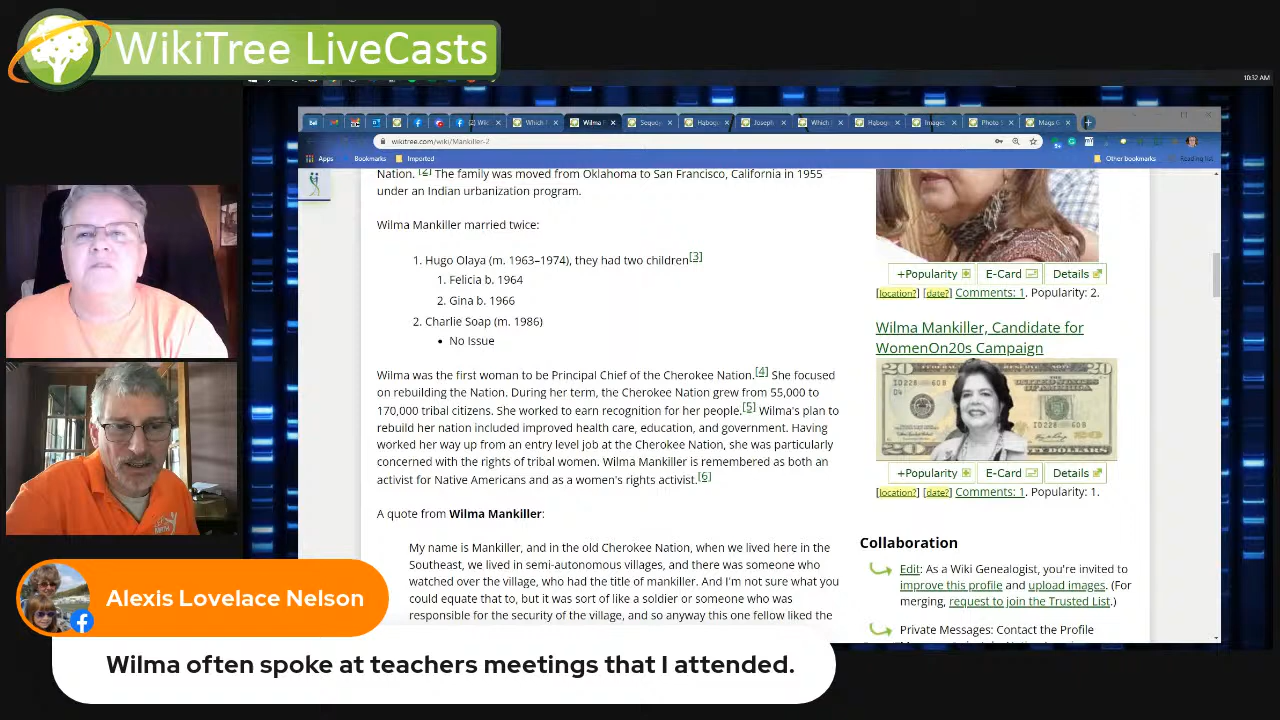 WikiTree LiveCasts
10:32 AM
wikitree.com/wiki/Mankiller-2
Apps Bookmarks Imported Other bookmarks Reading list
Nation. [2] The family was moved from Oklahoma to San Francisco, California in 1955
under an Indian urbanization program.
Wilma Mankiller married twice:
1. Hugo Olaya (m. 1963–1974), they had two children[3]
1. Felicia b. 1964
2. Gina b. 1966
2. Charlie Soap (m. 1986)
• No Issue
Wilma was the first woman to be Principal Chief of the Cherokee Nation.[4] She focused
on rebuilding the Nation. During her term, the Cherokee Nation grew from 55,000 to
170,000 tribal citizens. She worked to earn recognition for her people.[5] Wilma's plan to
rebuild her nation included improved health care, education, and government. Having
worked her way up from an entry level job at the Cherokee Nation, she was particularly
concerned with the rights of tribal women. Wilma Mankiller is remembered as both an
activist for Native Americans and as a women's rights activist.[6]
A quote from Wilma Mankiller:
My name is Mankiller, and in the old Cherokee Nation, when we lived here in the
Southeast, we lived in semi-autonomous villages, and there was someone who
watched over the village, who had the title of mankiller. And I'm not sure what you
could equate that to, but it was sort of like a soldier or someone who was
responsible for the security of the village, and so anyway this one fellow liked the
+Popularity E-Card Details
[location?] [date?] Comments: 1. Popularity: 2.
Wilma Mankiller, Candidate for
WomenOn20s Campaign
+Popularity E-Card Details
[location?] [date?] Comments: 1. Popularity: 1.
Collaboration
Edit: As a Wiki Genealogist, you're invited to
improve this profile and upload images. (For
merging, request to join the Trusted List.)
Private Messages: Contact the Profile
Alexis Lovelace Nelson
Wilma often spoke at teachers meetings that I attended.